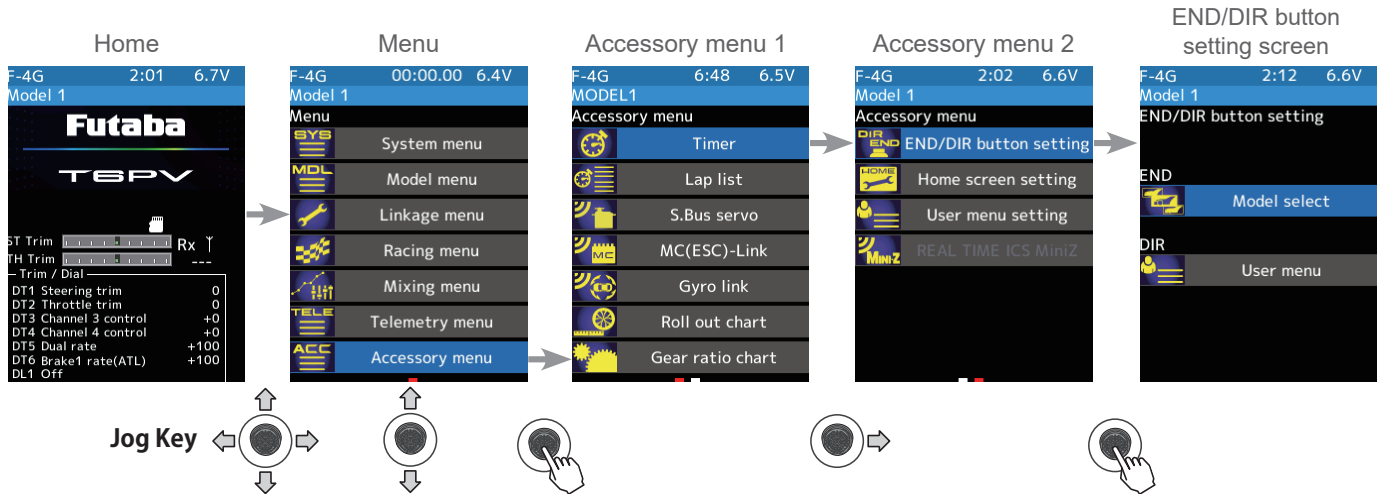 Home
F-4G 2:01 6.7V
Model 1
Futaba
T6PV
ST Trim Rx
TH Trim ---
Trim / Dial
DT1 Steering trim 0
DT2 Throttle trim 0
DT3 Channel 3 control +0
DT4 Channel 4 control +0
DT5 Dual rate +100
DT6 Brake1 rate(ATL) +100
DL1 Off
Menu
F-4G 00:00.00 6.4V
Model 1
Menu
SYS System menu
MDL Model menu
Linkage menu
Racing menu
Mixing menu
TELE Telemetry menu
ACC Accessory menu
Accessory menu 1
F-4G 6:48 6.5V
MODEL1
Accessory menu
Timer
Lap list
S.Bus servo
MC MC(ESC)-Link
Gyro link
Roll out chart
Gear ratio chart
Accessory menu 2
F-4G 2:02 6.6V
Model 1
Accessory menu
DIR END END/DIR button setting
HOME Home screen setting
User menu setting
MINI-Z REAL TIME ICS MiniZ
END/DIR button
setting screen
F-4G 2:12 6.6V
Model 1
END/DIR button setting
END
Model select
DIR
User menu
Jog Key